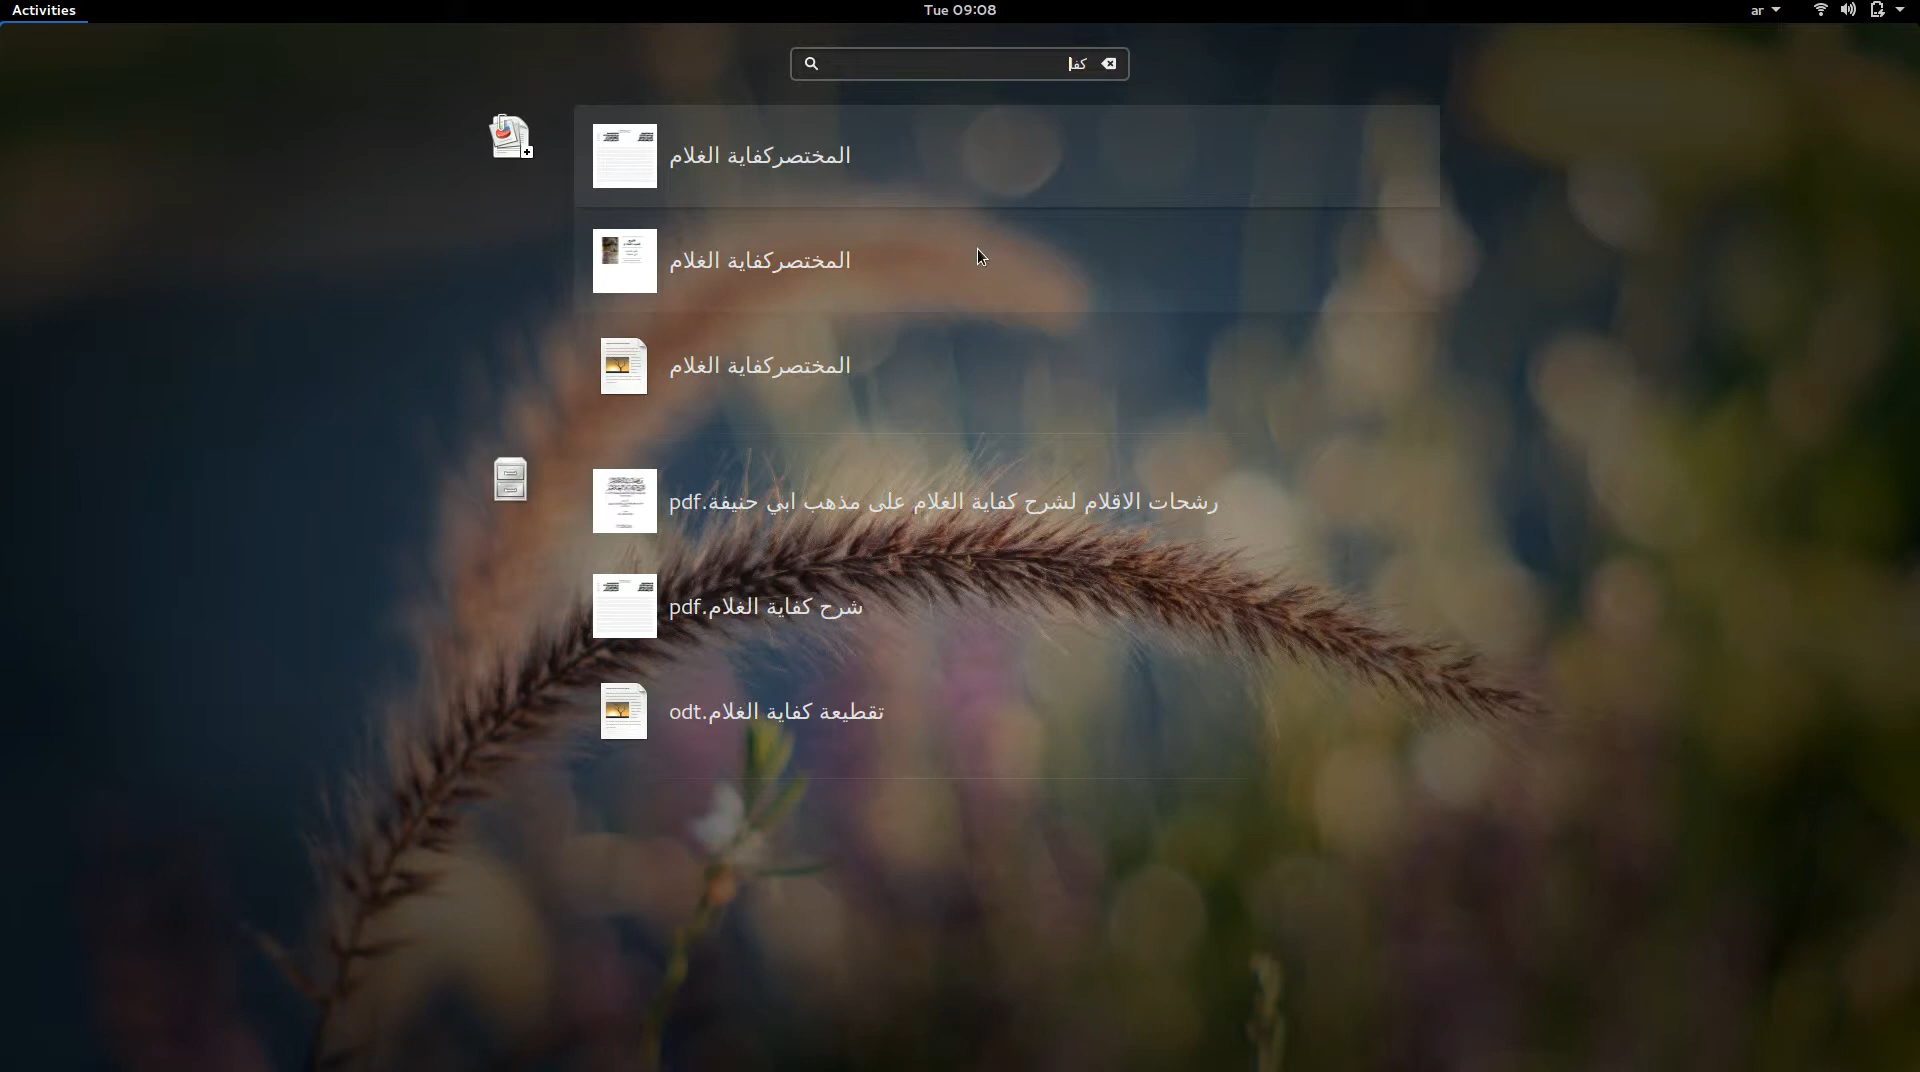 Activities
Tue 09:08
ar
كفا
المختصركفاية الغلام
المختصركفاية الغلام
المختصركفاية الغلام
رشحات الاقلام لشرح كفاية الغلام على مذهب ابي حنيفة.pdf
شرح كفاية الغلام.pdf
تقطيعة كفاية الغلام.odt